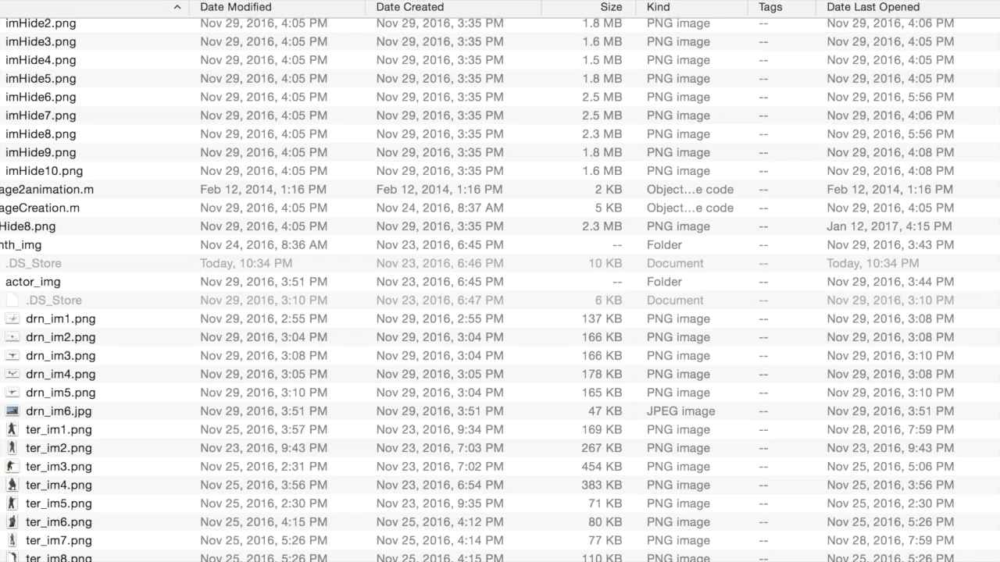 Date Modified Date Created Size Kind Tags Date Last Opened
imHide2.png Nov 29, 2016, 4:05 PM Nov 29, 2016, 3:35 PM 1.8 MB PNG image -- Nov 29, 2016, 4:06 PM
imHide3.png Nov 29, 2016, 4:05 PM Nov 29, 2016, 3:35 PM 1.6 MB PNG image -- Nov 29, 2016, 4:05 PM
imHide4.png Nov 29, 2016, 4:05 PM Nov 29, 2016, 3:35 PM 1.5 MB PNG image -- Nov 29, 2016, 4:05 PM
imHide5.png Nov 29, 2016, 4:05 PM Nov 29, 2016, 3:35 PM 1.8 MB PNG image -- Nov 29, 2016, 4:05 PM
imHide6.png Nov 29, 2016, 4:05 PM Nov 29, 2016, 3:35 PM 2.5 MB PNG image -- Nov 29, 2016, 5:56 PM
imHide7.png Nov 29, 2016, 4:05 PM Nov 29, 2016, 3:35 PM 2.5 MB PNG image -- Nov 29, 2016, 4:06 PM
imHide8.png Nov 29, 2016, 4:05 PM Nov 29, 2016, 3:35 PM 2.3 MB PNG image -- Nov 29, 2016, 5:56 PM
imHide9.png Nov 29, 2016, 4:05 PM Nov 29, 2016, 3:35 PM 1.8 MB PNG image -- Nov 29, 2016, 4:08 PM
imHide10.png Nov 29, 2016, 4:05 PM Nov 29, 2016, 3:35 PM 1.6 MB PNG image -- Nov 29, 2016, 4:08 PM
age2animation.m Feb 12, 2014, 1:16 PM Feb 12, 2014, 1:16 PM 2 KB Object...e code -- Feb 12, 2014, 1:16 PM
ageCreation.m Nov 29, 2016, 4:05 PM Nov 24, 2016, 8:37 AM 5 KB Object...e code -- Nov 29, 2016, 4:05 PM
Hide8.png Nov 29, 2016, 4:05 PM Nov 29, 2016, 3:35 PM 2.3 MB PNG image -- Jan 12, 2017, 4:15 PM
nth_img Nov 24, 2016, 8:36 AM Nov 23, 2016, 6:45 PM -- Folder -- Nov 29, 2016, 3:43 PM
.DS_Store Today, 10:34 PM Nov 23, 2016, 6:46 PM 10 KB Document -- Today, 10:34 PM
actor_img Nov 29, 2016, 3:51 PM Nov 23, 2016, 6:45 PM -- Folder -- Nov 29, 2016, 3:44 PM
.DS_Store Nov 29, 2016, 3:10 PM Nov 23, 2016, 6:47 PM 6 KB Document -- Nov 29, 2016, 3:10 PM
drn_im1.png Nov 29, 2016, 2:55 PM Nov 29, 2016, 2:55 PM 137 KB PNG image -- Nov 29, 2016, 3:08 PM
drn_im2.png Nov 29, 2016, 3:04 PM Nov 29, 2016, 3:04 PM 166 KB PNG image -- Nov 29, 2016, 3:08 PM
drn_im3.png Nov 29, 2016, 3:08 PM Nov 29, 2016, 3:04 PM 166 KB PNG image -- Nov 29, 2016, 3:08 PM
drn_im4.png Nov 29, 2016, 3:05 PM Nov 29, 2016, 3:05 PM 178 KB PNG image -- Nov 29, 2016, 3:08 PM
drn_im5.png Nov 29, 2016, 3:10 PM Nov 29, 2016, 3:04 PM 165 KB PNG image -- Nov 29, 2016, 3:10 PM
drn_im6.jpg Nov 29, 2016, 3:51 PM Nov 29, 2016, 3:51 PM 47 KB JPEG image -- Nov 29, 2016, 3:51 PM
ter_im1.png Nov 25, 2016, 3:57 PM Nov 23, 2016, 9:34 PM 169 KB PNG image -- Nov 28, 2016, 7:59 PM
ter_im2.png Nov 23, 2016, 9:43 PM Nov 23, 2016, 7:03 PM 267 KB PNG image -- Nov 23, 2016, 9:43 PM
ter_im3.png Nov 25, 2016, 2:31 PM Nov 23, 2016, 7:02 PM 454 KB PNG image -- Nov 25, 2016, 5:06 PM
ter_im4.png Nov 25, 2016, 3:56 PM Nov 23, 2016, 6:54 PM 383 KB PNG image -- Nov 25, 2016, 3:56 PM
ter_im5.png Nov 25, 2016, 2:30 PM Nov 23, 2016, 9:35 PM 71 KB PNG image -- Nov 25, 2016, 2:30 PM
ter_im6.png Nov 25, 2016, 4:15 PM Nov 25, 2016, 4:12 PM 80 KB PNG image -- Nov 25, 2016, 5:26 PM
ter_im7.png Nov 25, 2016, 5:26 PM Nov 25, 2016, 4:14 PM 77 KB PNG image -- Nov 28, 2016, 7:59 PM
ter_im8.png Nov 25, 2016, 5:26 PM Nov 25, 2016, 4:15 PM 110 KB PNG image -- Nov 25, 2016, 5:26 PM